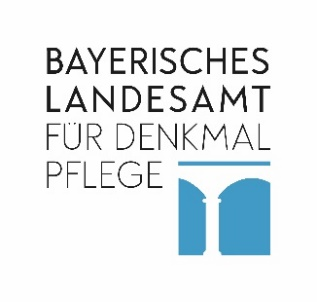 BAYERISCHES
LANDESAMT
FÜR DENKMAL
PFLEGE